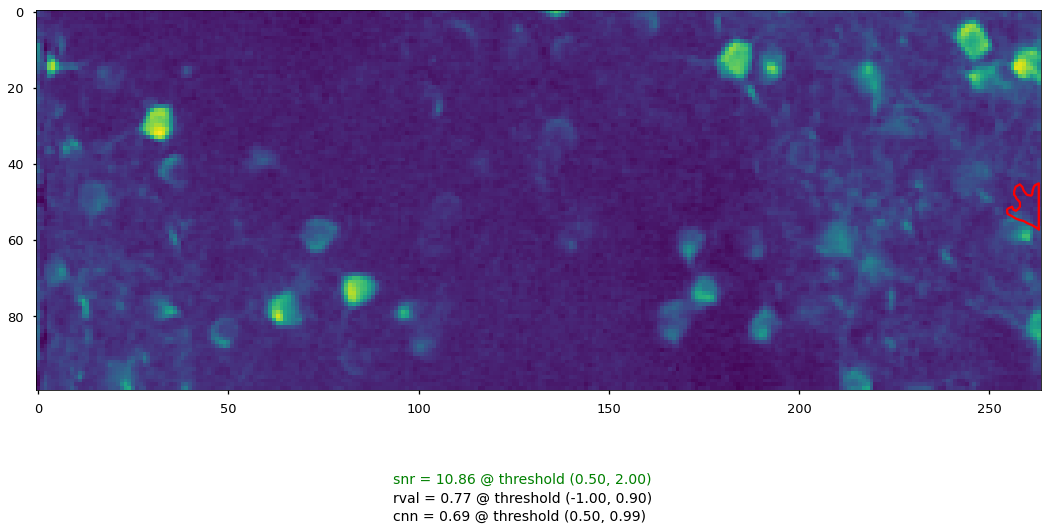 0
20
40
60
80
0 50 100 150 200 250
snr = 10.86 @ threshold (0.50, 2.00)
rval = 0.77 @ threshold (-1.00, 0.90)
cnn = 0.69 @ threshold (0.50, 0.99)